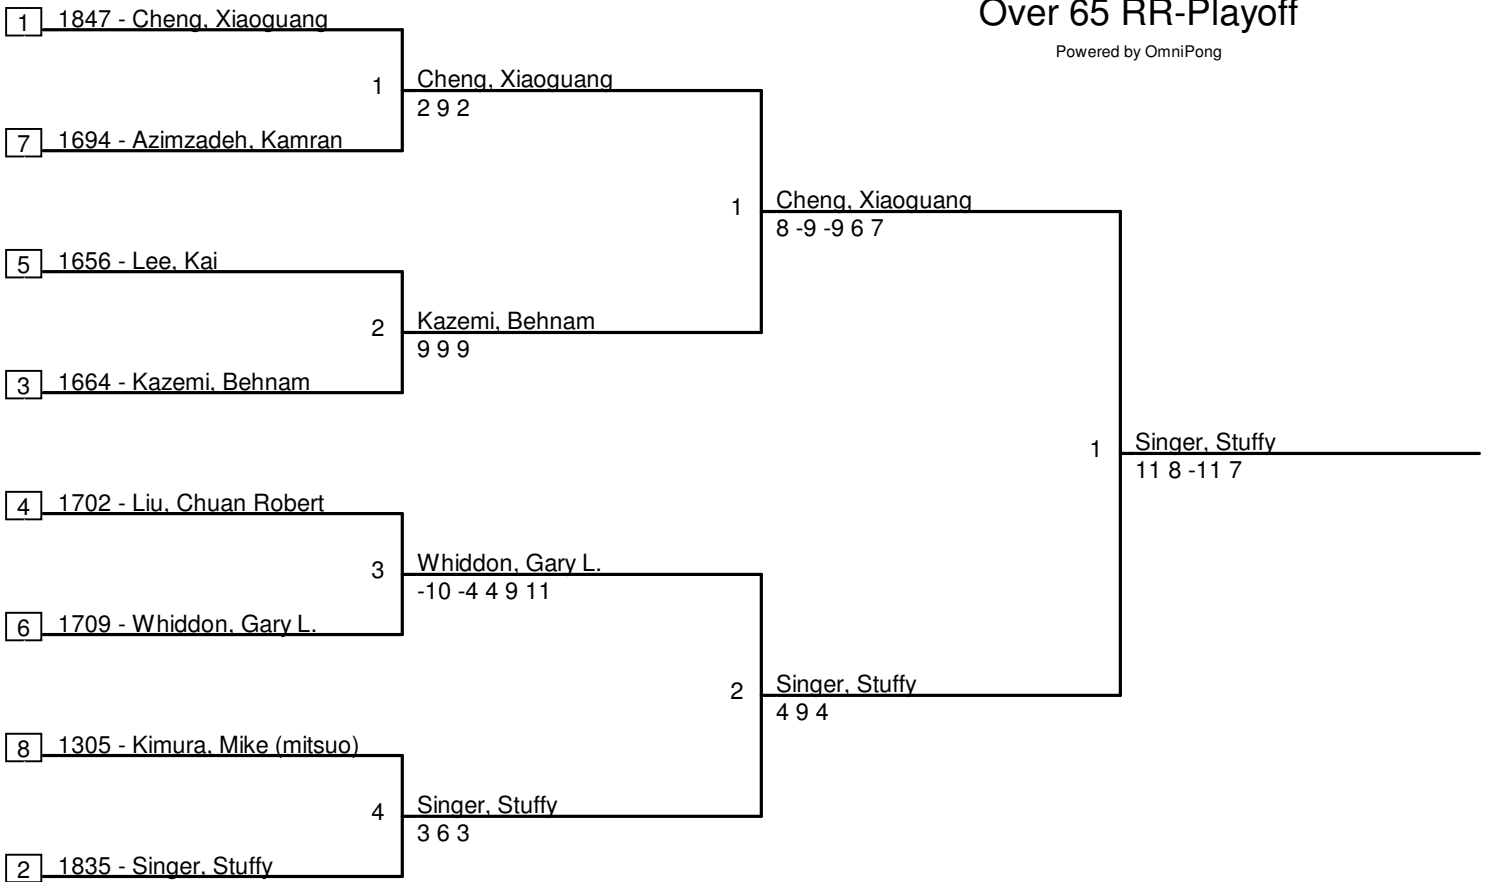 Over 65 RR-Playoff
Powered by OmniPong
1 1847 - Cheng, Xiaoguang
1 Cheng, Xiaoguang
2 9 2
7 1694 - Azimzadeh, Kamran
1 Cheng, Xiaoguang
8 -9 -9 6 7
5 1656 - Lee, Kai
2 Kazemi, Behnam
9 9 9
3 1664 - Kazemi, Behnam
1 Singer, Stuffy
11 8 -11 7
4 1702 - Liu, Chuan Robert
3 Whiddon, Gary L.
-10 -4 4 9 11
6 1709 - Whiddon, Gary L.
2 Singer, Stuffy
4 9 4
8 1305 - Kimura, Mike (mitsuo)
4 Singer, Stuffy
3 6 3
2 1835 - Singer, Stuffy